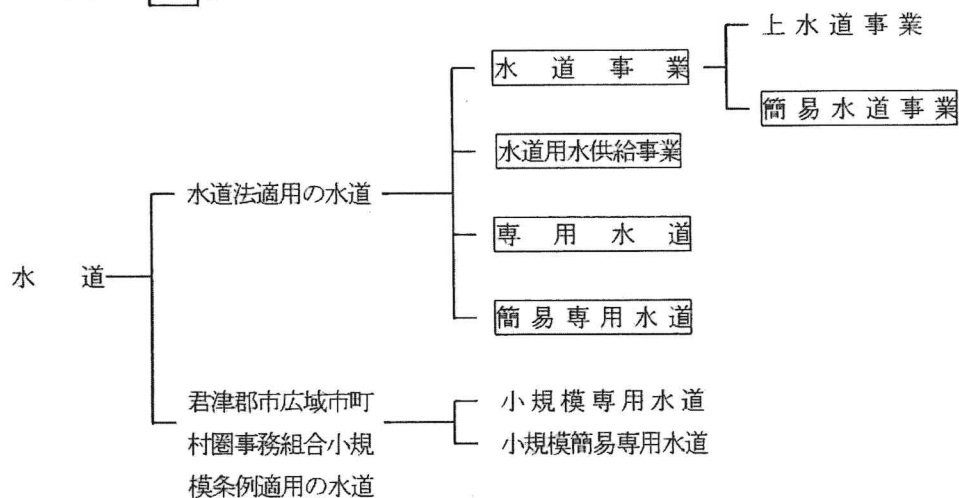 上水道事業
水道事業
簡易水道事業
水道用水供給事業
水道法適用の水道
専用水道
水道
簡易専用水道
君津郡市広域市町
村圏事務組合小規
模条例適用の水道
小規模専用水道
小規模簡易専用水道